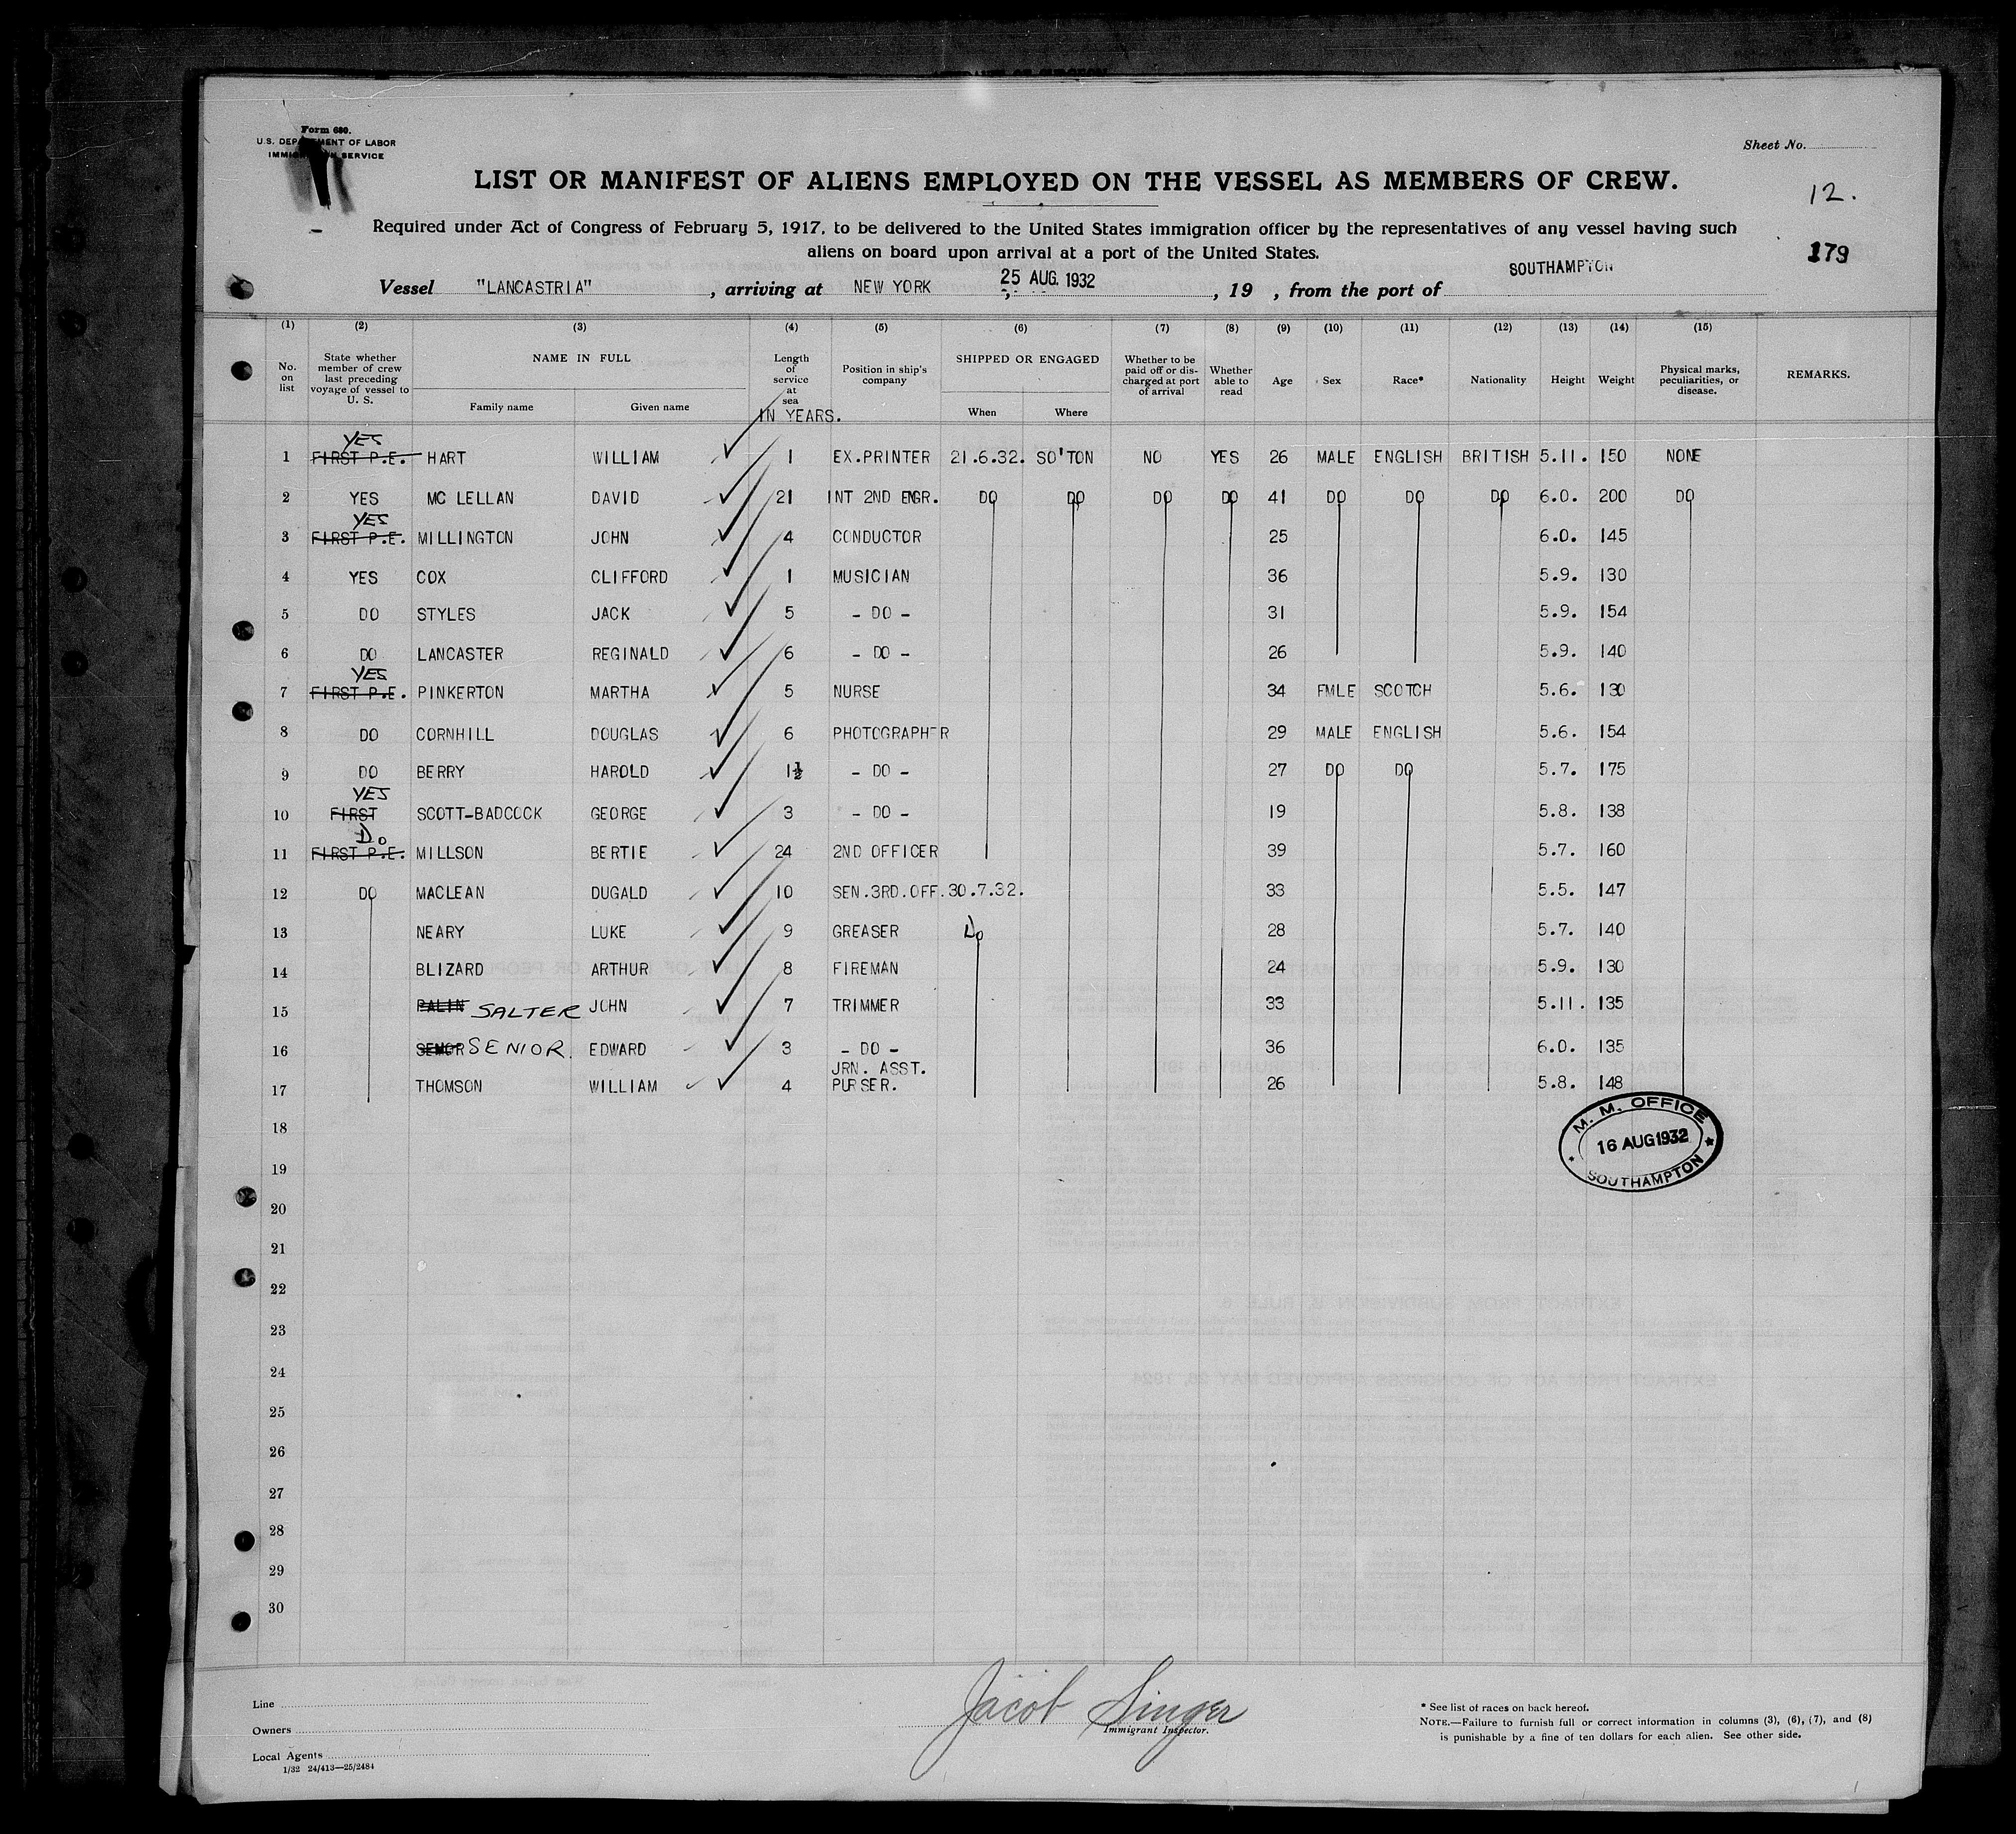 Form 680.
U.S. DEPARTMENT OF LABOR
IMMIGRATION SERVICE
Sheet No.
LIST OR MANIFEST OF ALIENS EMPLOYED ON THE VESSEL AS MEMBERS OF CREW.
12.
Required under Act of Congress of February 5, 1917, to be delivered to the United States immigration officer by the representatives of any vessel having such
aliens on board upon arrival at a port of the United States.
179
Vessel "LANCASTRIA", arriving at NEW YORK 25 AUG. 1932, 19 , from the port of SOUTHAMPTON
(1) (2) (3) (4) (5) (6) (7) (8) (9) (10) (11) (12) (13) (14) (15)
No. on list State whether member of crew last preceding voyage of vessel to U. S. NAME IN FULL Family name Given name Length of service at sea IN YEARS. Position in ship's company SHIPPED OR ENGAGED When Where Whether to be paid off or discharged at port of arrival Whether able to read Age Sex Race* Nationality Height Weight Physical marks, peculiarities, or disease. REMARKS.
YES
1 FIRST P.E. HART WILLIAM 1 EX.PRINTER 21.6.32. SO'TON NO YES 26 MALE ENGLISH BRITISH 5.11. 150 NONE
2 YES MC LELLAN DAVID 21 INT 2ND ENGR. DO DO DO DO 41 DO DO DO 6.0. 200 DO
YES
3 FIRST P.E. MILLINGTON JOHN 4 CONDUCTOR 25 6.0. 145
4 YES COX CLIFFORD 1 MUSICIAN 36 5.9. 130
5 DO STYLES JACK 5 - DO - 31 5.9. 154
6 DO LANCASTER REGINALD 6 - DO - 26 5.9. 140
YES
7 FIRST P.E. PINKERTON MARTHA 5 NURSE 34 FMLE SCOTCH 5.6. 130
8 DO CORNHILL DOUGLAS 6 PHOTOGRAPHER 29 MALE ENGLISH 5.6. 154
9 DO BERRY HAROLD 1½ - DO - 27 DO DO 5.7. 175
YES
10 FIRST SCOTT-BADCOCK GEORGE 3 - DO - 19 5.8. 138
Do
11 FIRST P.E. MILLSON BERTIE 24 2ND OFFICER 39 5.7. 160
12 DO MACLEAN DUGALD 10 SEN.3RD.OFF. 30.7.32. 33 5.5. 147
13 NEARY LUKE 9 GREASER Do 28 5.7. 140
14 BLIZARD ARTHUR 8 FIREMAN 24 5.9. 130
15 PALIN SALTER JOHN 7 TRIMMER 33 5.11. 135
16 SENIOR. EDWARD 3 - DO - 36 6.0. 135
JRN. ASST.
17 THOMSON WILLIAM 4 PURSER. 26 5.8. 148
M. M. OFFICE
16 AUG 1932
SOUTHAMPTON
18
19
20
21
22
23
24
25
26
27
28
29
30
Jacob Singer
Immigrant Inspector.
Line
Owners
Local Agents
1/32 24/413—25/2484
* See list of races on back hereof.
NOTE.—Failure to furnish full or correct information in columns (3), (6), (7), and (8)
is punishable by a fine of ten dollars for each alien. See other side.